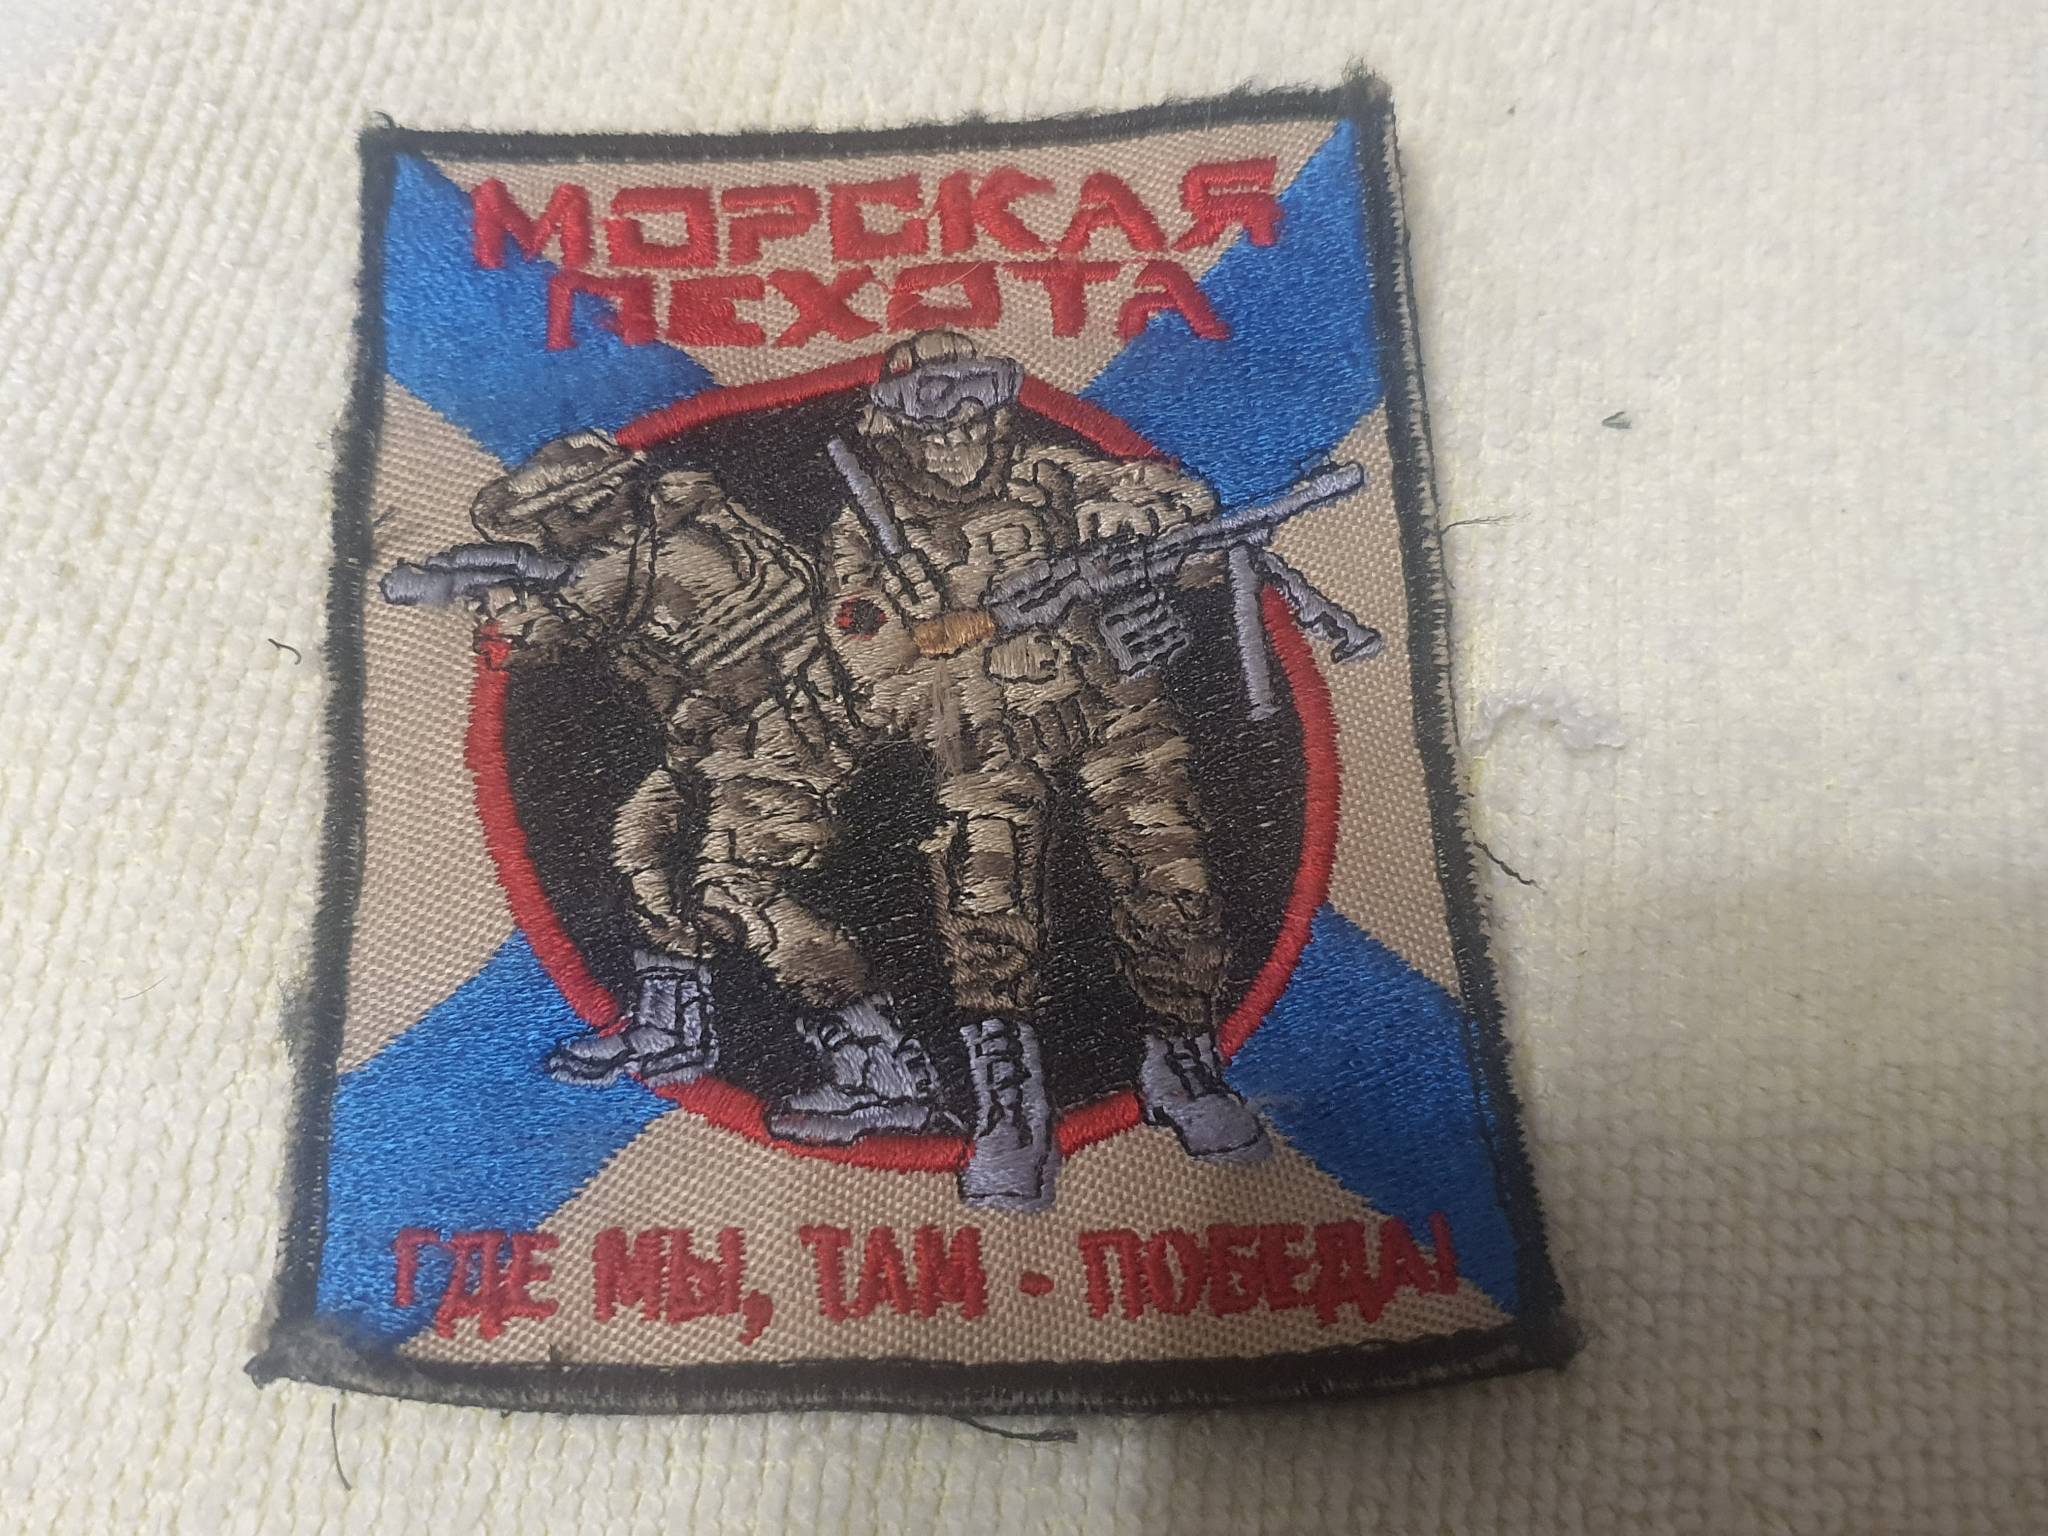 МОРСКАЯ
ПЕХОТА
ГДЕ МЫ, ТАМ - ПОБЕДА!